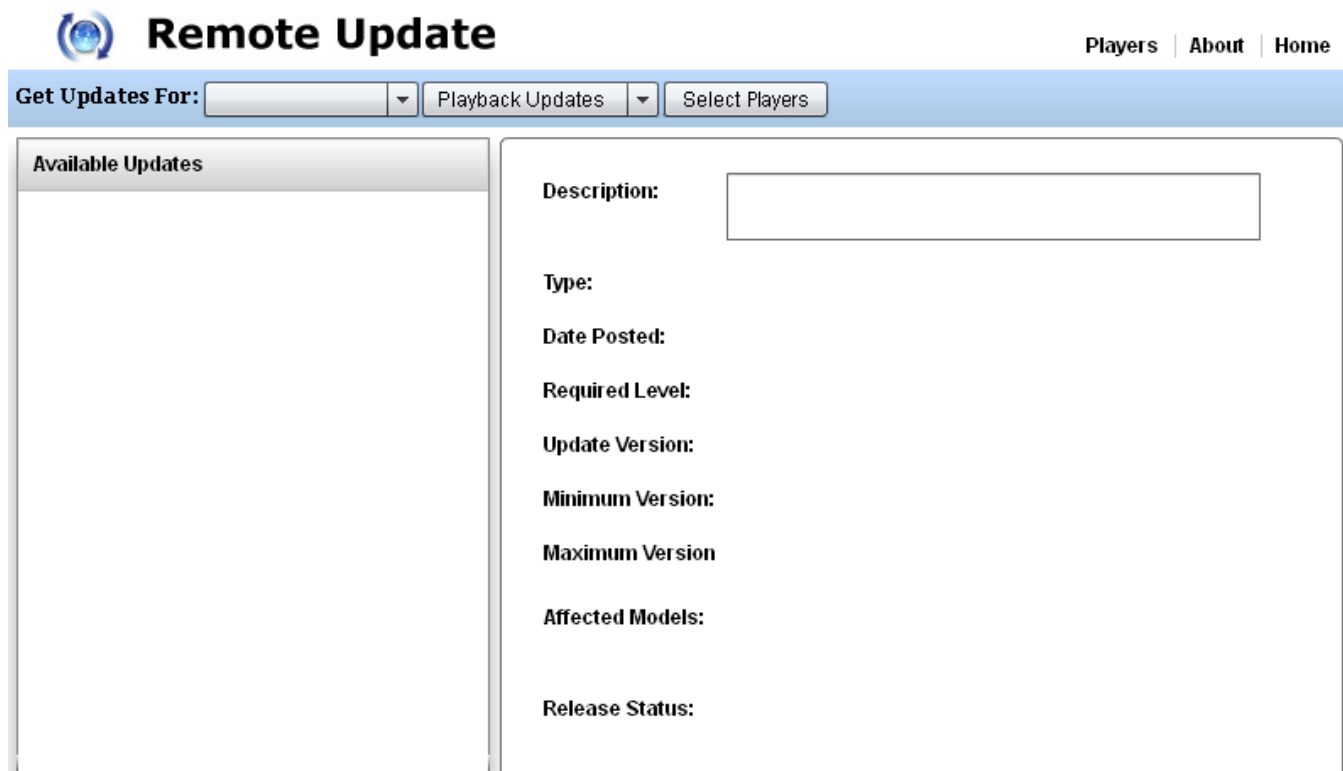 Remote Update
Players About Home
Get Updates For: Playback Updates Select Players
Available Updates
Description:
Type:
Date Posted:
Required Level:
Update Version:
Minimum Version:
Maximum Version
Affected Models:
Release Status: